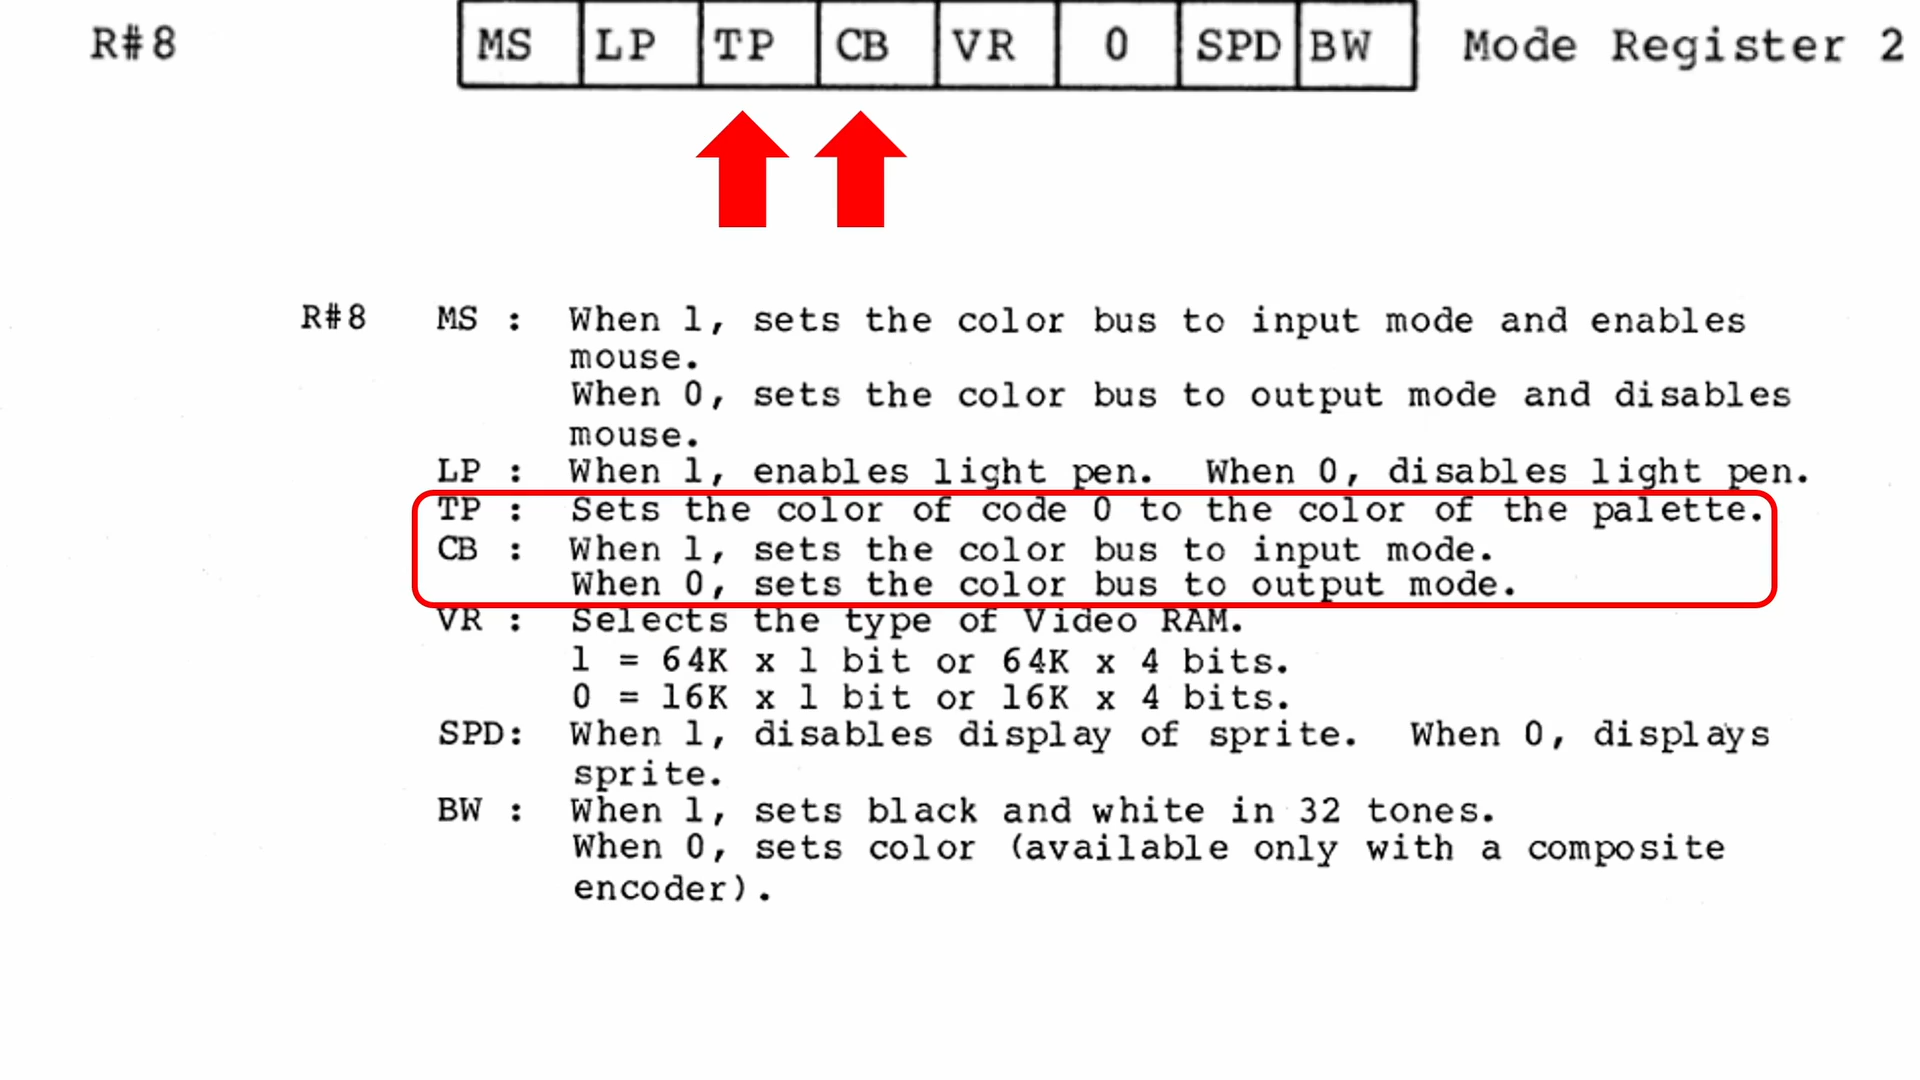 R#8 MS LP TP CB VR 0 SPD BW Mode Register 2
R#8 MS : When 1, sets the color bus to input mode and enables
mouse.
When 0, sets the color bus to output mode and disables
mouse.
LP : When 1, enables light pen. When 0, disables light pen.
TP : Sets the color of code 0 to the color of the palette.
CB : When 1, sets the color bus to input mode.
When 0, sets the color bus to output mode.
VR : Selects the type of Video RAM.
1 = 64K x 1 bit or 64K x 4 bits.
0 = 16K x 1 bit or 16K x 4 bits.
SPD: When 1, disables display of sprite. When 0, displays
sprite.
BW : When 1, sets black and white in 32 tones.
When 0, sets color (available only with a composite
encoder).